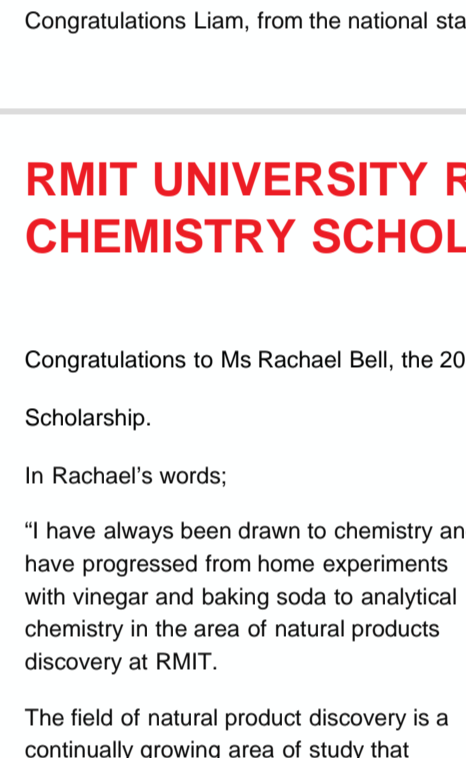 Congratulations Liam, from the national sta
RMIT UNIVERSITY R
CHEMISTRY SCHOL
Congratulations to Ms Rachael Bell, the 20
Scholarship.
In Rachael’s words;
“I have always been drawn to chemistry an
have progressed from home experiments
with vinegar and baking soda to analytical
chemistry in the area of natural products
discovery at RMIT.
The field of natural product discovery is a
continually growing area of study that